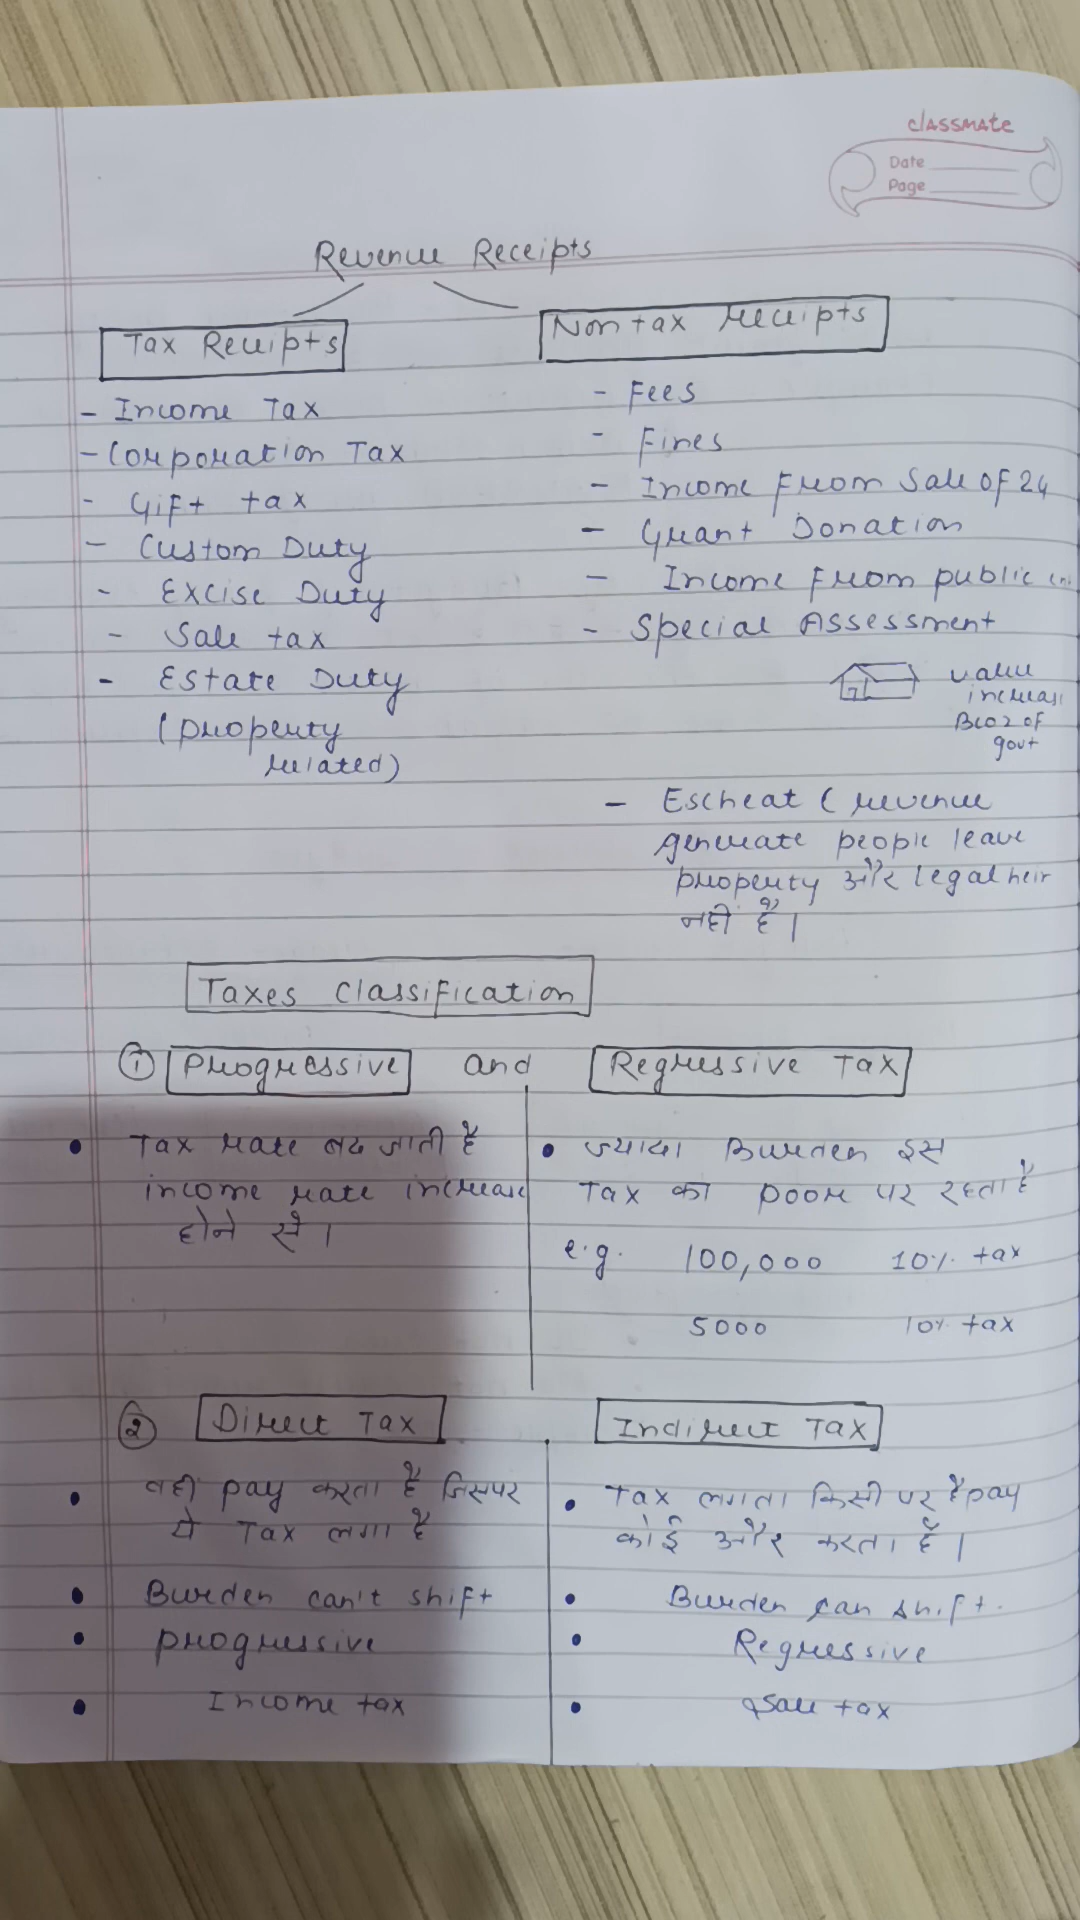 classmate
Date
Page
Revenue Receipts
Tax Receipts
Non tax receipts
- Income Tax
- Corporation Tax
- Gift tax
- Custom Duty
- Excise Duty
- Sale tax
- Estate Duty
(property
related)
- Fees
- Fines
- Income From Sale of 24
- Grant Donation
- Income From public
- Special Assessment
value
increas
Bcoz of
govt
- Escheat ( revenue
generate people leave
property और legal heir
नही है।
Taxes Classification
① Progressive and Regressive Tax
• Tax rate बढ जाती है
income rate increase
होने से।
• ज्यादा Burden इस
Tax का poor पर रहता है
e.g. 100,000 10% tax
5000 10% tax
② Direct Tax
Indirect Tax
• वही pay करता है जिसपर
ये Tax लगा है
• Burden can't shift
• progressive
• Income tax
• Tax लगता किसी पर है pay
कोई और करता है।
• Burden can shift.
• Regressive
• Sale tax